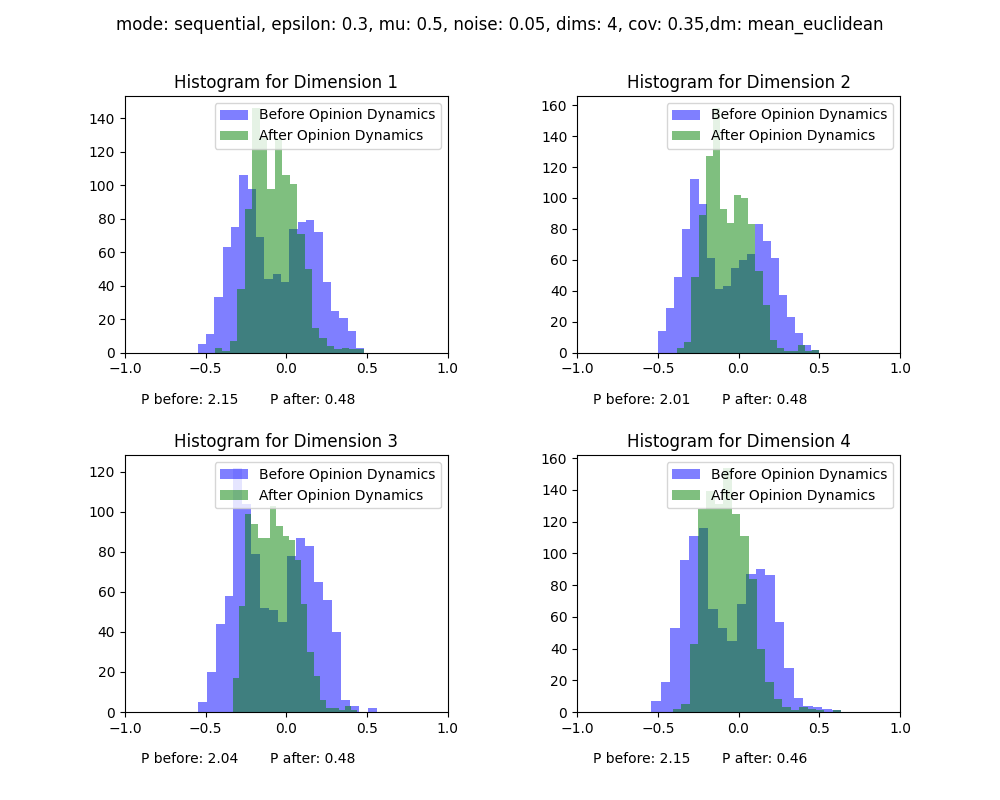 mode: sequential, epsilon: 0.3, mu: 0.5, noise: 0.05, dims: 4, cov: 0.35,dm: mean_euclidean
Histogram for Dimension 1
Before Opinion Dynamics
After Opinion Dynamics
140
120
100
80
60
40
20
0
−1.0 −0.5 0.0 0.5 1.0
P before: 2.15 P after: 0.48
Histogram for Dimension 2
Before Opinion Dynamics
After Opinion Dynamics
160
140
120
100
80
60
40
20
0
−1.0 −0.5 0.0 0.5 1.0
P before: 2.01 P after: 0.48
Histogram for Dimension 3
Before Opinion Dynamics
After Opinion Dynamics
120
100
80
60
40
20
0
−1.0 −0.5 0.0 0.5 1.0
P before: 2.04 P after: 0.48
Histogram for Dimension 4
Before Opinion Dynamics
After Opinion Dynamics
160
140
120
100
80
60
40
20
0
−1.0 −0.5 0.0 0.5 1.0
P before: 2.15 P after: 0.46